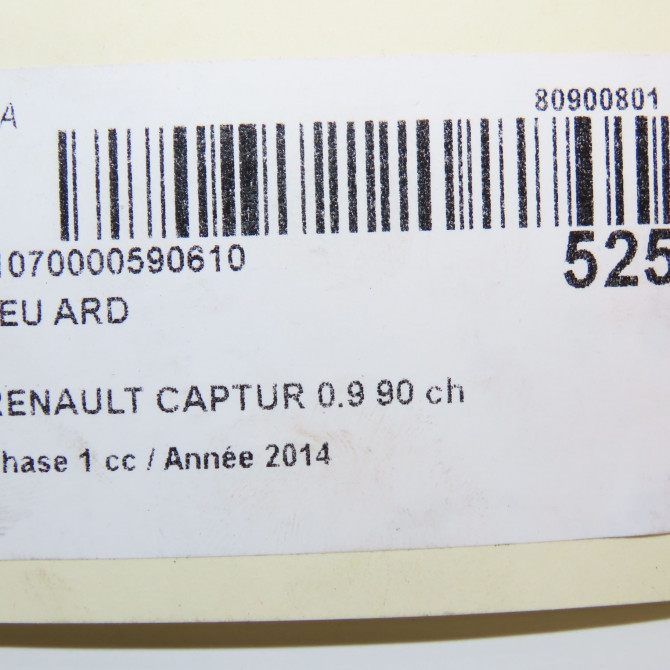 A
80900801
1070000590610
525
EU ARD
RENAULT CAPTUR 0.9 90 ch
hase 1 cc / Année 2014